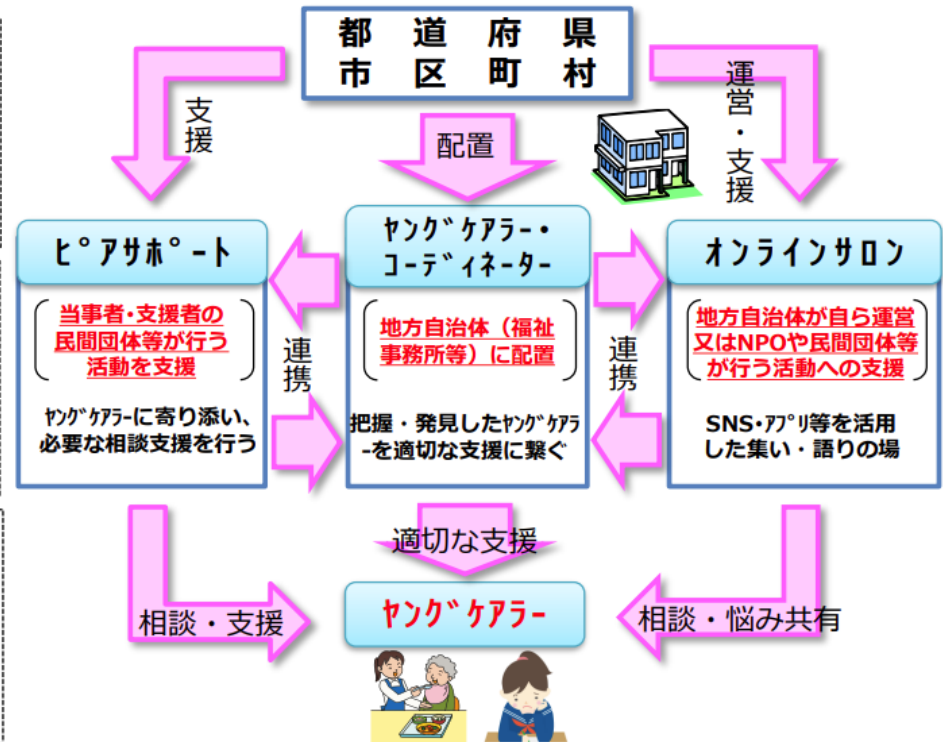 都道府県
市区町村
支援
配置
運営・支援
ﾋﾟｱｻﾎﾟｰﾄ
当事者・支援者の
民間団体等が行う
活動を支援
ﾔﾝｸﾞｹｱﾗｰに寄り添い、
必要な相談支援を行う
連携
ﾔﾝｸﾞｹｱﾗｰ・
ｺｰﾃﾞｨﾈｰﾀｰ
地方自治体（福祉
事務所等）に配置
把握・発見したﾔﾝｸﾞｹｱﾗ
ｰを適切な支援に繋ぐ
連携
オンラインサロン
地方自治体が自ら運営
又はNPOや民間団体等
が行う活動への支援
SNS・ｱﾌﾟﾘ等を活用
した集い・語りの場
相談・支援
適切な支援
相談・悩み共有
ﾔﾝｸﾞｹｱﾗｰ